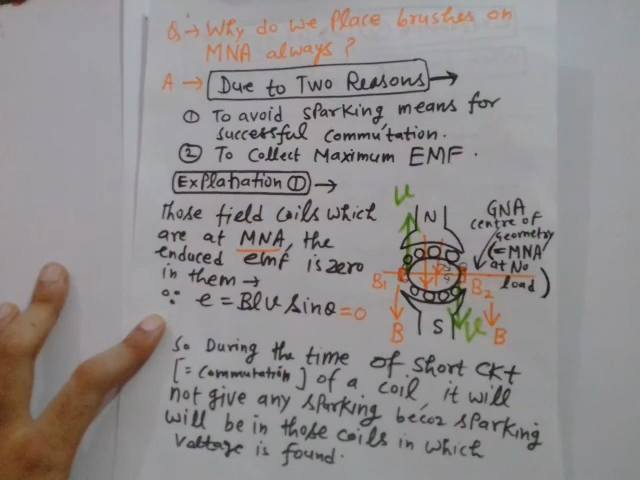 Q:→ Why do we Place brushes on
MNA always?
A → Due to Two Reasons →
① To avoid sparking, means for
successful commutation.
② To Collect Maximum EMF.
Explanation ① →
Those field coils which
are at MNA, the
enduced emf is zero
in them →
∵ e = Blv sinθ = 0
v
N
GNA
centre of
geometry
(= MNA
at No
load)
B₁
B₂
B
S
v
B
So During the time of short CKt
[= Commutation] of a coil, it will
not give any sparking becoz sparking
will be in those coils in which
Valtage is found.